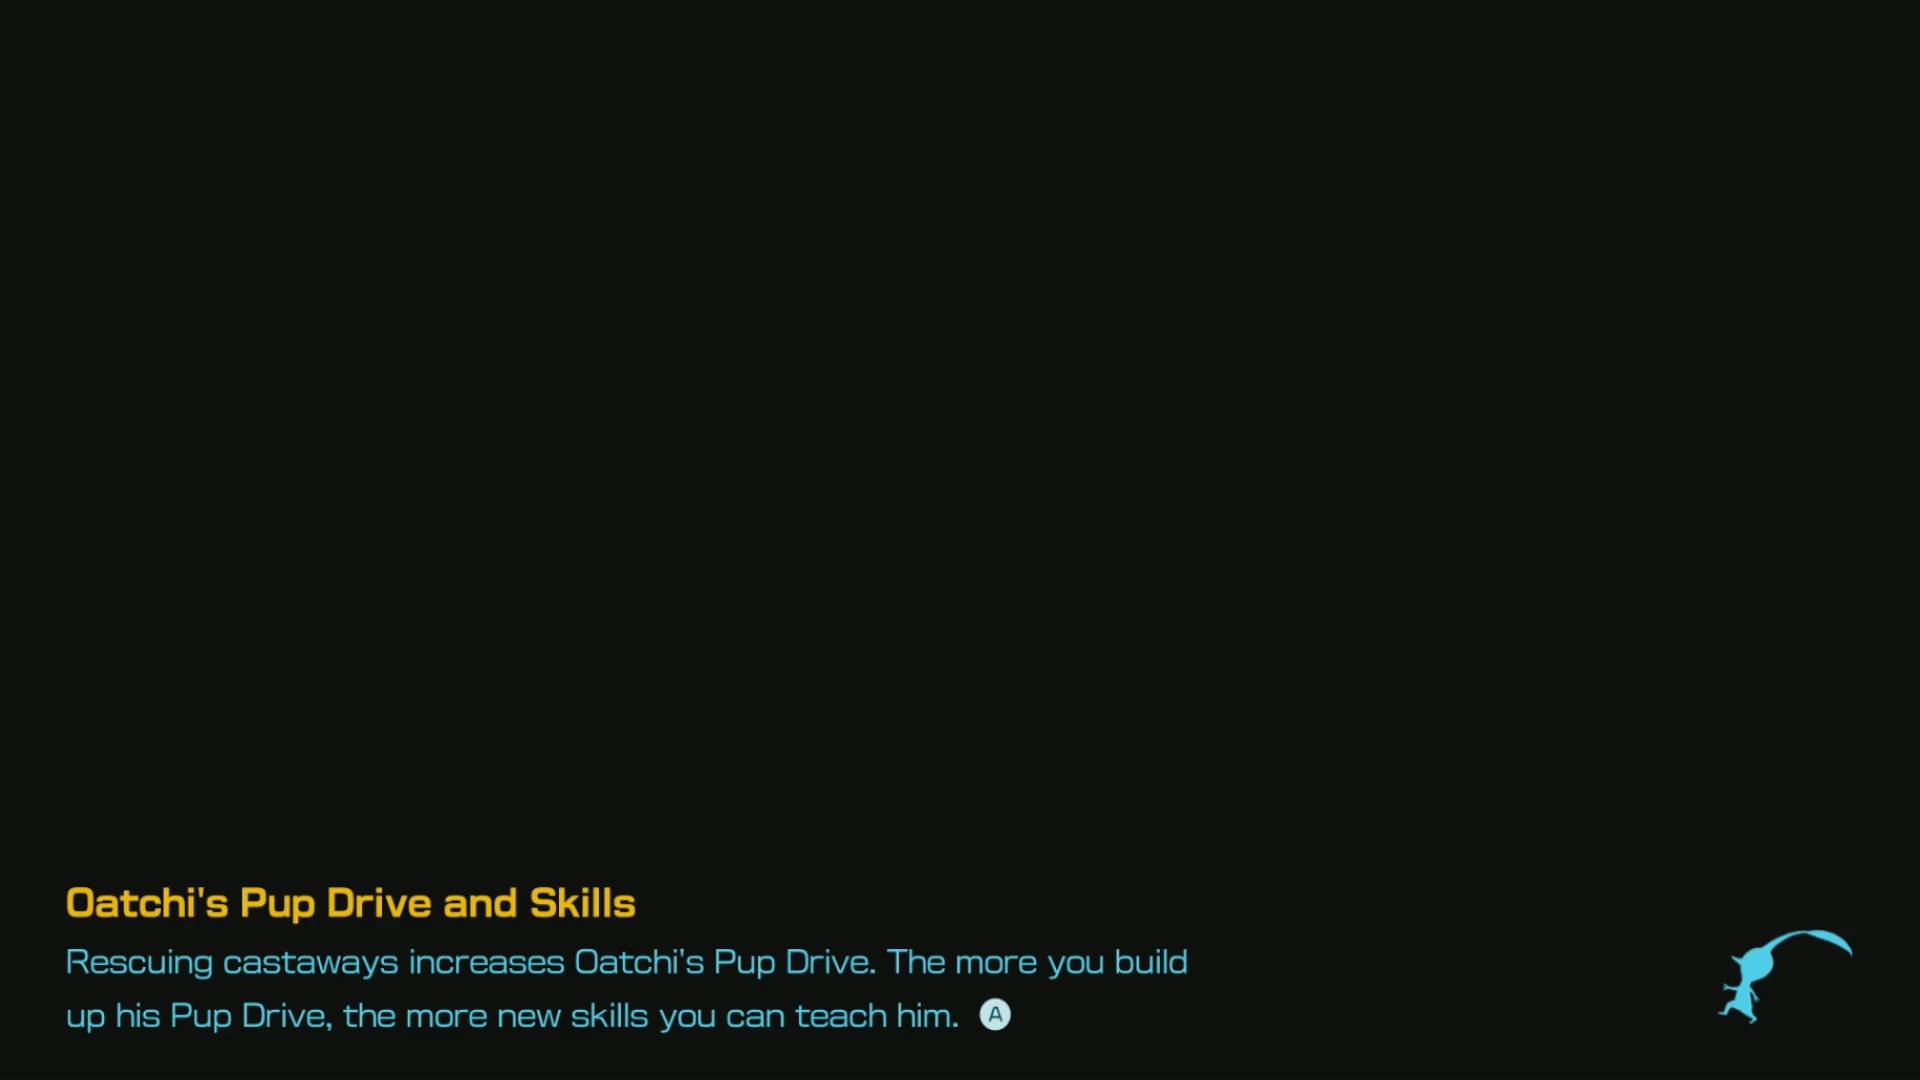 Oatchi's Pup Drive and Skills
Rescuing castaways increases Oatchi's Pup Drive. The more you build
up his Pup Drive, the more new skills you can teach him. A